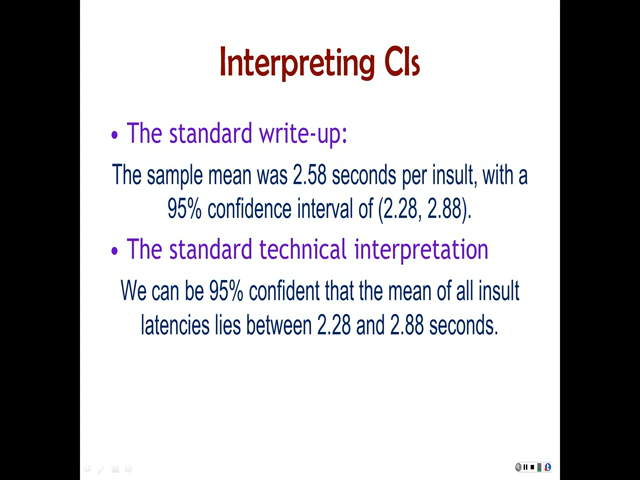 Interpreting CIs
• The standard write-up:
The sample mean was 2.58 seconds per insult, with a
95% confidence interval of (2.28, 2.88).
• The standard technical interpretation
We can be 95% confident that the mean of all insult
latencies lies between 2.28 and 2.88 seconds.